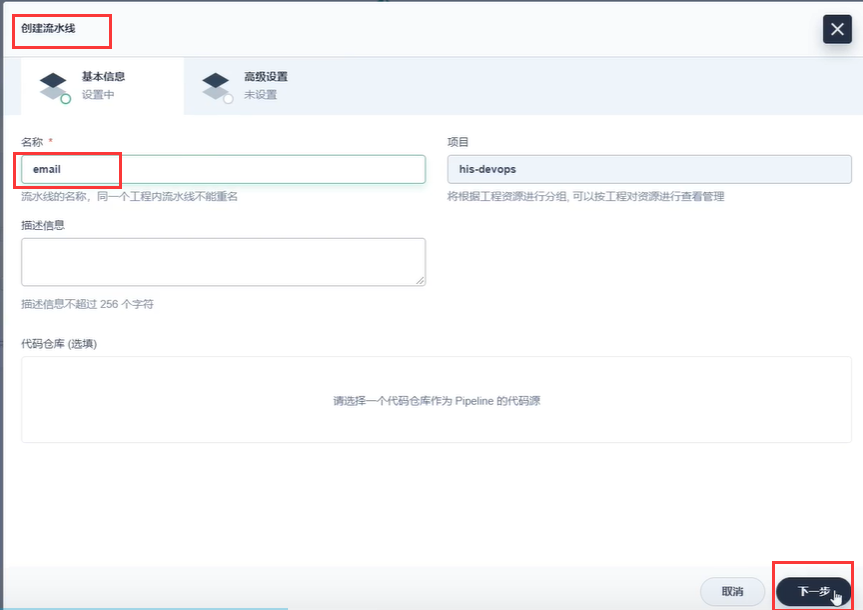 创建流水线
基本信息
设置中
高级设置
未设置
名称 *
项目
email
his-devops
流水线的名称，同一个工程内流水线不能重名
将根据工程资源进行分组, 可以按工程对资源进行查看管理
描述信息
描述信息不超过 256 个字符
代码仓库 (选填)
请选择一个代码仓库作为 Pipeline 的代码源
取消
下一步